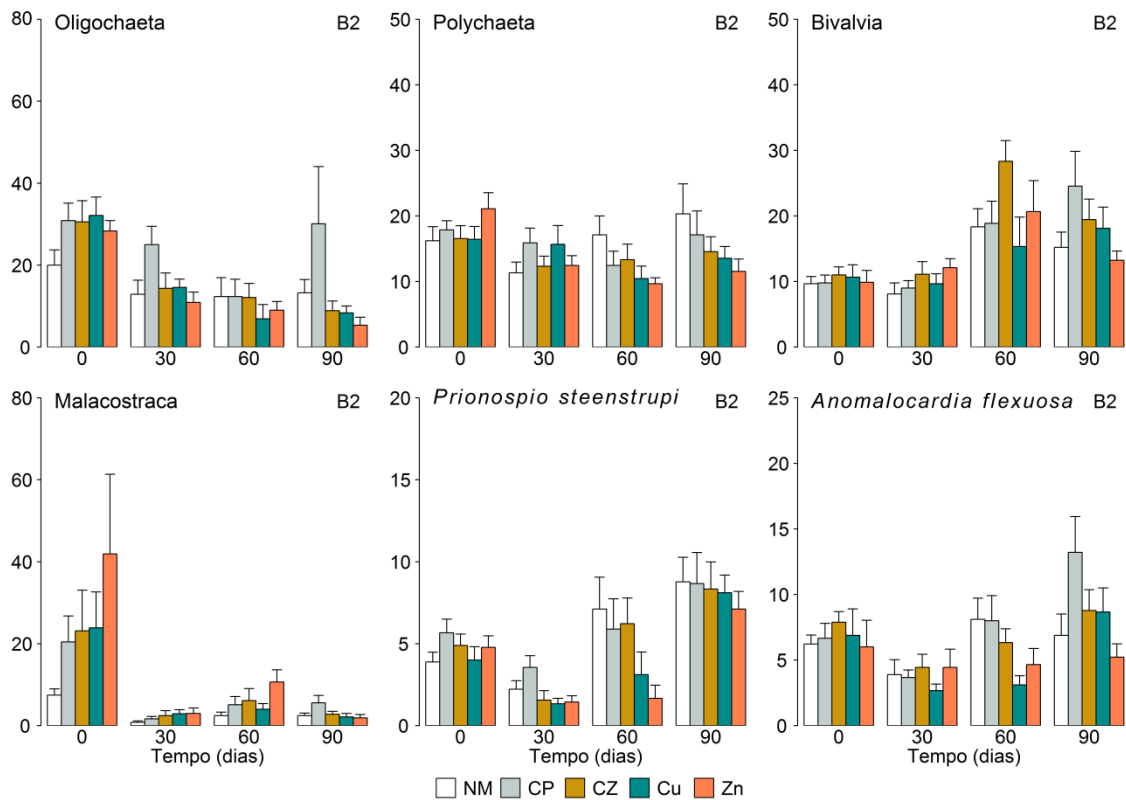 Oligochaeta B2
80
60
40
20
0
0 30 60 90
Polychaeta B2
50
40
30
20
10
0
0 30 60 90
Bivalvia B2
50
40
30
20
10
0
0 30 60 90
Malacostraca B2
80
60
40
20
0
0 30 60 90
Tempo (dias)
Prionospio steenstrupi B2
20
15
10
5
0
0 30 60 90
Tempo (dias)
Anomalocardia flexuosa B2
25
20
15
10
5
0
0 30 60 90
Tempo (dias)
NM CP CZ Cu Zn